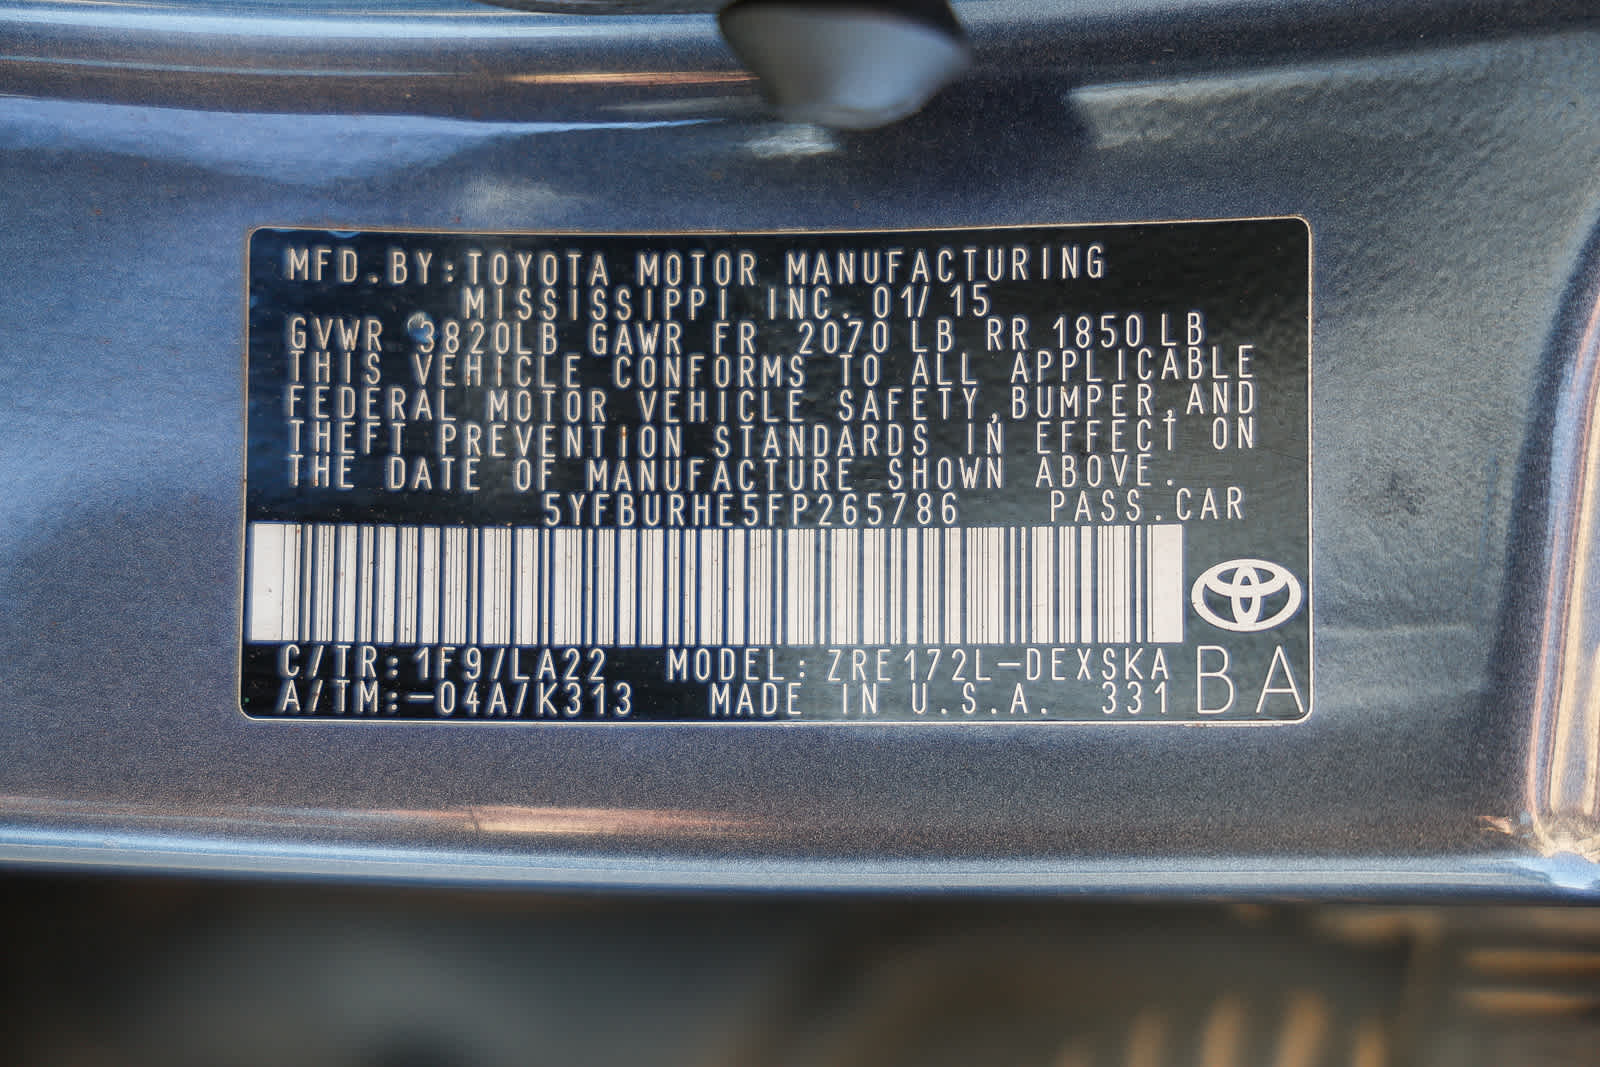 MFD.BY:TOYOTA MOTOR MANUFACTURING
MISSISSIPPI INC. 01/15
GVWR 3820LB GAWR FR 2070 LB RR 1850 LB
THIS VEHICLE CONFORMS TO ALL APPLICABLE
FEDERAL MOTOR VEHICLE SAFETY,BUMPER,AND
THEFT PREVENTION STANDARDS IN EFFECT ON
THE DATE OF MANUFACTURE SHOWN ABOVE.
5YFBURHE5FP265786 PASS.CAR
C/TR:1F9/LA22 MODEL:ZRE172L-DEXSKA
A/TM:-04A/K313 MADE IN U.S.A. 331 BA